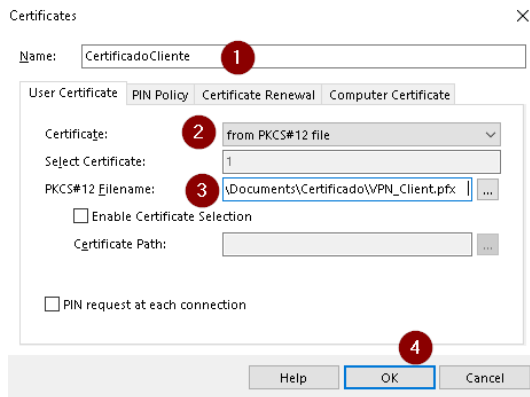 Certificates
Name: CertificadoCliente 1
User Certificate PIN Policy Certificate Renewal Computer Certificate
Certificate: 2 from PKCS#12 file
Select Certificate: 1
PKCS#12 Filename: 3 \Documents\Certificado\VPN_Client.pfx ...
Enable Certificate Selection
Certificate Path: ...
PIN request at each connection
4
Help OK Cancel